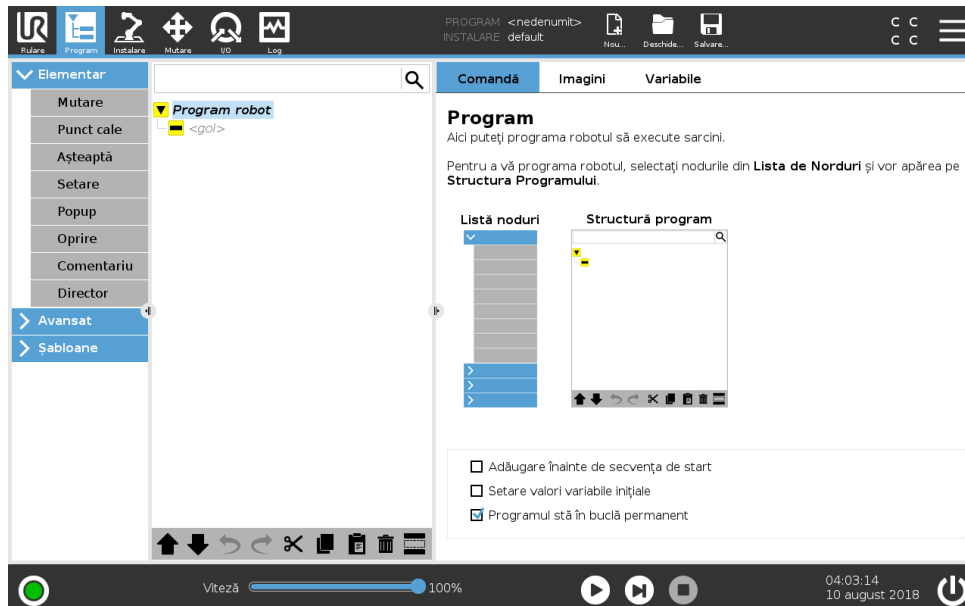 Rulare
Program
Instalare
Mutare
I/O
Log
PROGRAM <nedenumit>
INSTALARE default
Nou...
Deschide...
Salvare...
C C
C C
Elementar
Mutare
Punct cale
Așteaptă
Setare
Popup
Oprire
Comentariu
Director
Avansat
Șabloane
Program robot
<gol>
Comandă
Imagini
Variabile
Program
Aici puteți programa robotul să execute sarcini.
Pentru a vă programa robotul, selectați nodurile din Lista de Norduri și vor apărea pe
Structura Programului.
Listă noduri
Structură program
Adăugare înainte de secvența de start
Setare valori variabile inițiale
Programul stă în buclă permanent
Viteză
100%
04:03:14
10 august 2018